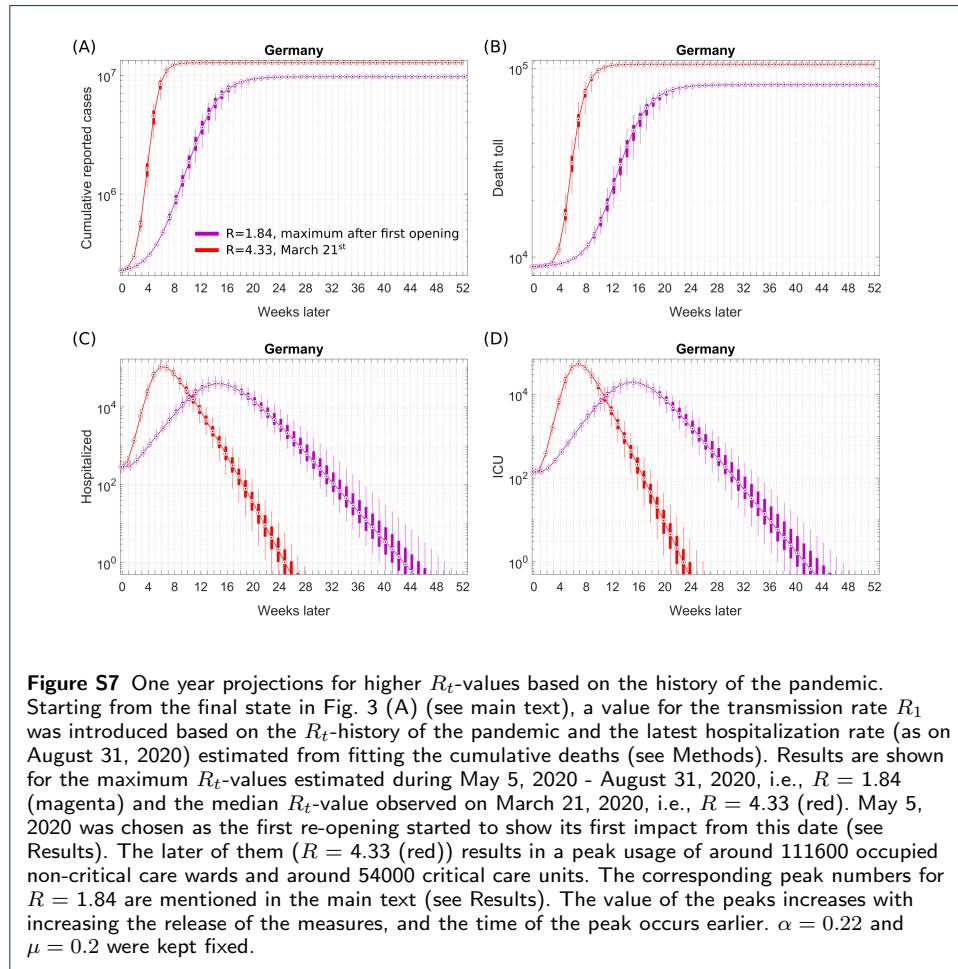 (A)
Germany
10^7
10^6
Cumulative reported cases
R=1.84, maximum after first opening
R=4.33, March 21st
0 4 8 12 16 20 24 28 32 36 40 44 48 52
Weeks later
(B)
Germany
10^5
10^4
Death toll
0 4 8 12 16 20 24 28 32 36 40 44 48 52
Weeks later
(C)
Germany
10^4
10^2
10^0
Hospitalized
0 4 8 12 16 20 24 28 32 36 40 44 48 52
Weeks later
(D)
Germany
10^4
10^2
10^0
ICU
0 4 8 12 16 20 24 28 32 36 40 44 48 52
Weeks later
Figure S7 One year projections for higher R_t-values based on the history of the pandemic.
Starting from the final state in Fig. 3 (A) (see main text), a value for the transmission rate R_1
was introduced based on the R_t-history of the pandemic and the latest hospitalization rate (as on
August 31, 2020) estimated from fitting the cumulative deaths (see Methods). Results are shown
for the maximum R_t-values estimated during May 5, 2020 - August 31, 2020, i.e., R = 1.84
(magenta) and the median R_t-value observed on March 21, 2020, i.e., R = 4.33 (red). May 5,
2020 was chosen as the first re-opening started to show its first impact from this date (see
Results). The later of them (R = 4.33 (red)) results in a peak usage of around 111600 occupied
non-critical care wards and around 54000 critical care units. The corresponding peak numbers for
R = 1.84 are mentioned in the main text (see Results). The value of the peaks increases with
increasing the release of the measures, and the time of the peak occurs earlier. α = 0.22 and
μ = 0.2 were kept fixed.